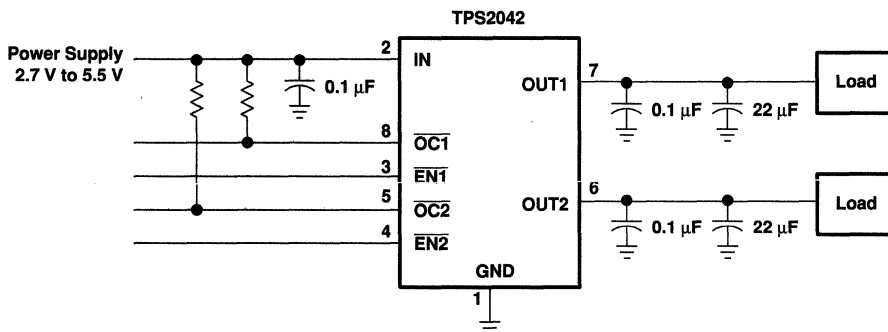 TPS2042
Power Supply
2.7 V to 5.5 V
2
IN
0.1 μF
7
OUT1
0.1 μF
22 μF
Load
8
OC1
3
EN1
5
OC2
4
EN2
6
OUT2
0.1 μF
22 μF
Load
GND
1